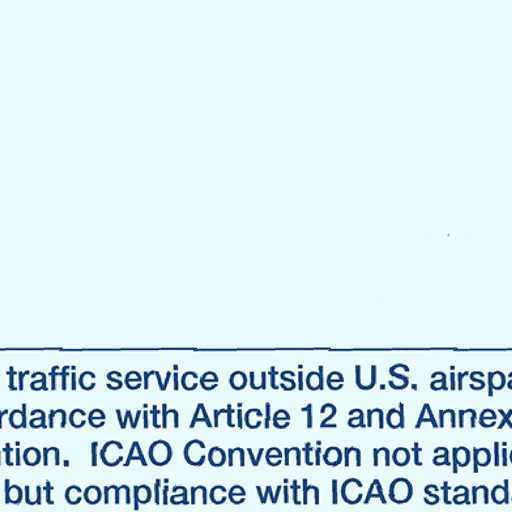 traffic service outside U.S. airspa
rdance with Article 12 and Annex
tion. ICAO Convention not appli
but compliance with ICAO stand